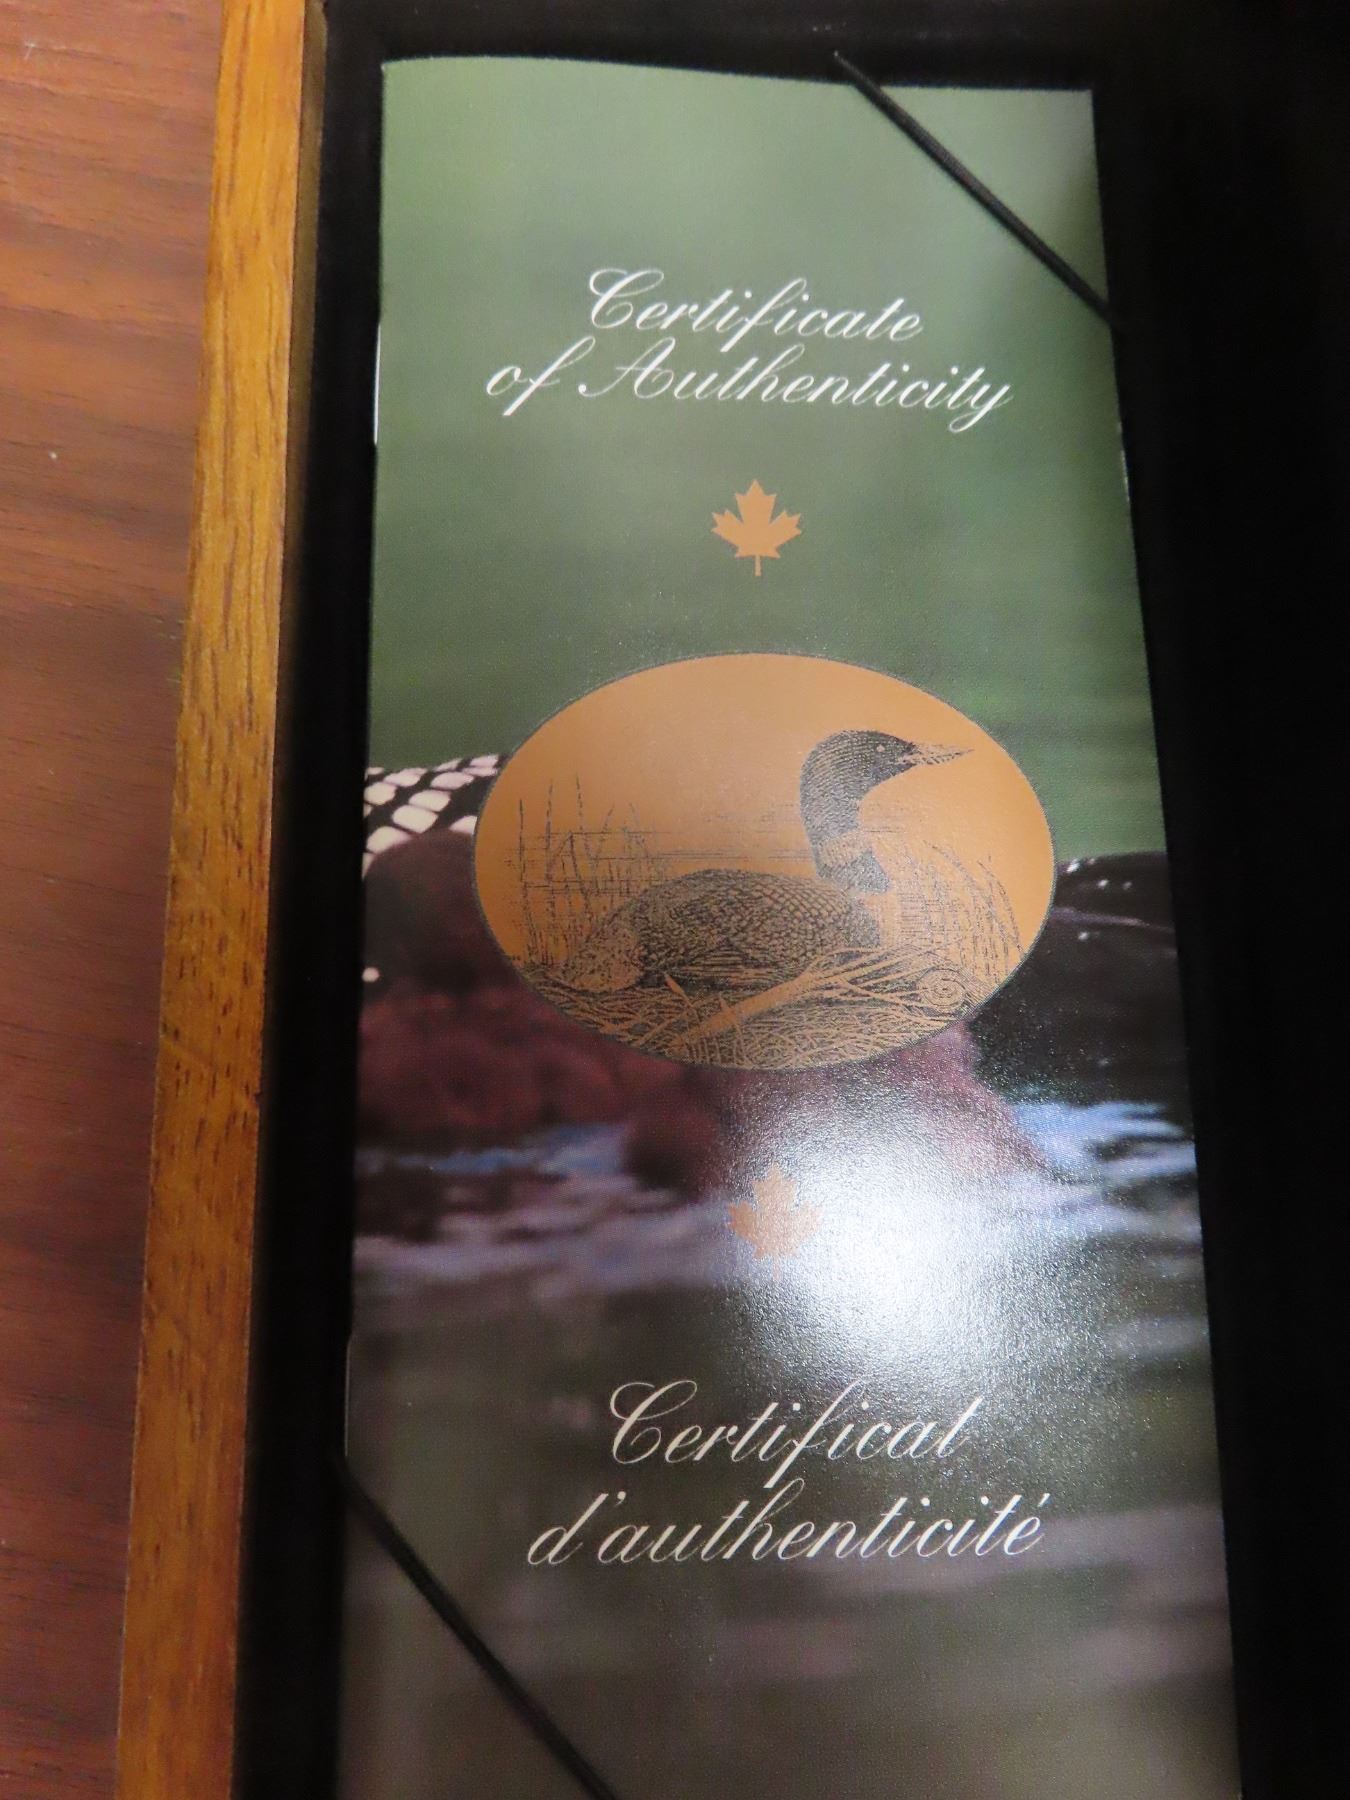 Certificate
of Authenticity
Certificat
d'authenticité